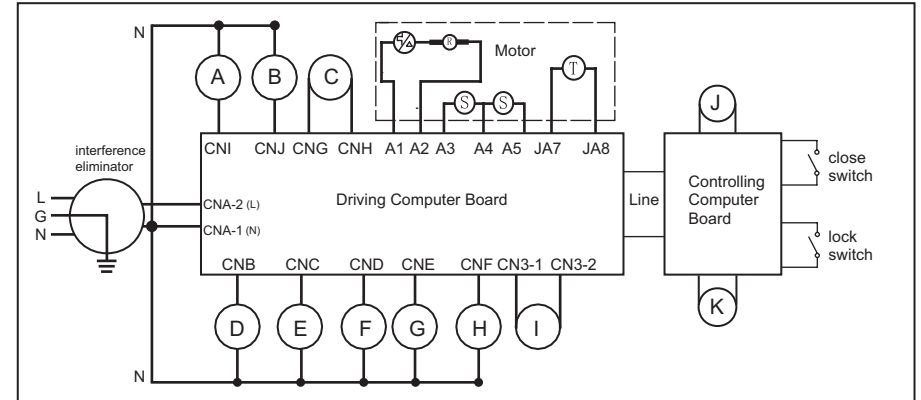 N
A
B
C
R
Motor
T
S
S
J
CNI
CNJ
CNG
CNH
A1
A2
A3
A4
A5
JA7
JA8
interference
eliminator
L
G
N
CNA-2 (L)
CNA-1 (N)
Driving Computer Board
Line
Controlling
Computer
Board
close
switch
lock
switch
CNB
CNC
CND
CNE
CNF
CN3-1
CN3-2
D
E
F
G
H
I
K
N